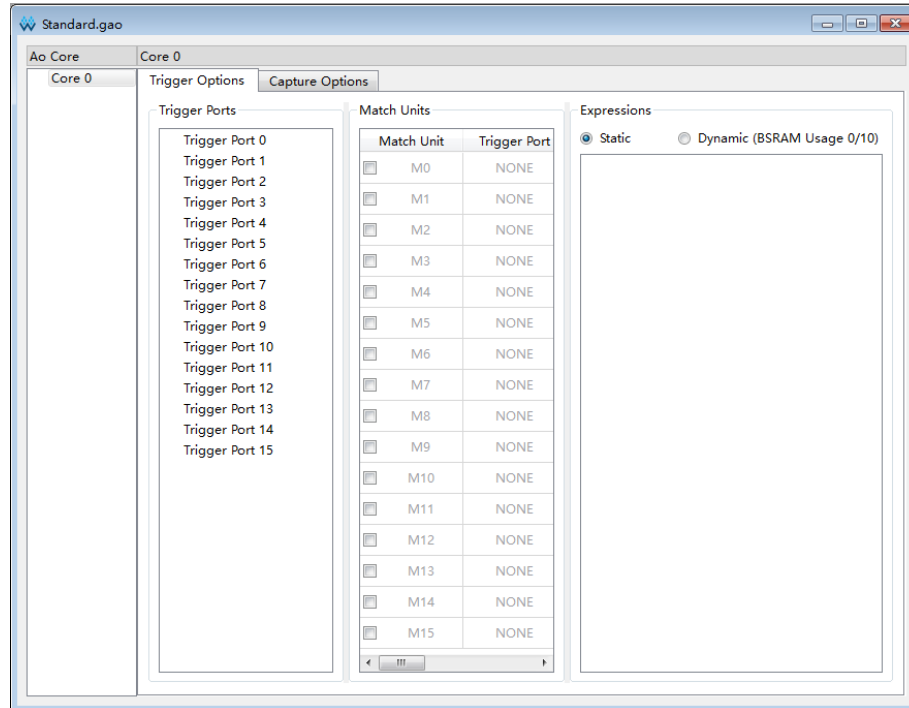 Standard.gao
Ao Core
Core 0
Core 0
Trigger Options
Capture Options
Trigger Ports
Trigger Port 0
Trigger Port 1
Trigger Port 2
Trigger Port 3
Trigger Port 4
Trigger Port 5
Trigger Port 6
Trigger Port 7
Trigger Port 8
Trigger Port 9
Trigger Port 10
Trigger Port 11
Trigger Port 12
Trigger Port 13
Trigger Port 14
Trigger Port 15
Match Units
Match Unit Trigger Port
M0 NONE
M1 NONE
M2 NONE
M3 NONE
M4 NONE
M5 NONE
M6 NONE
M7 NONE
M8 NONE
M9 NONE
M10 NONE
M11 NONE
M12 NONE
M13 NONE
M14 NONE
M15 NONE
Expressions
Static Dynamic (BSRAM Usage 0/10)